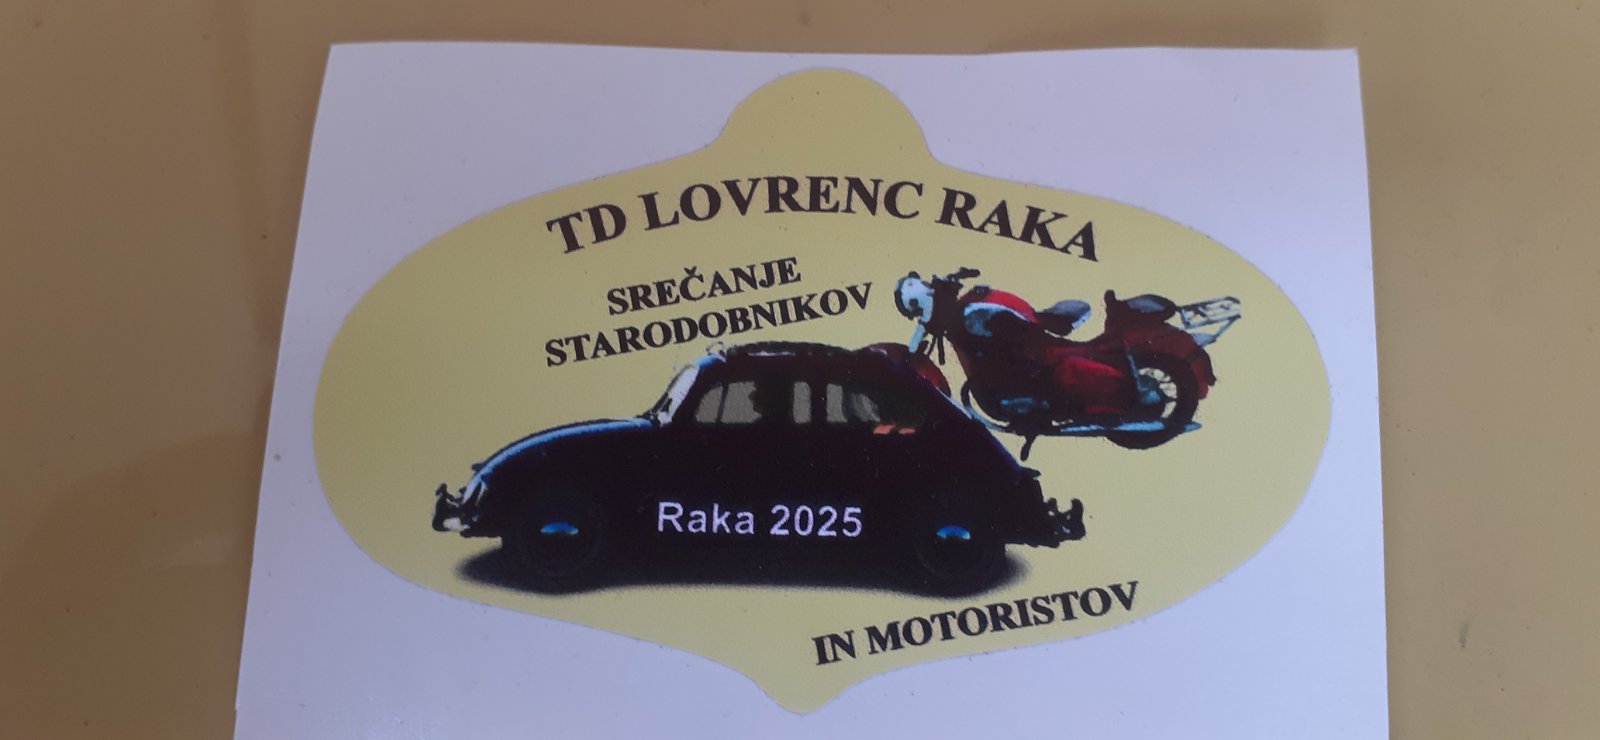 TD LOVRENC RAKA
SREČANJE
STARODOBNIKOV
Raka 2025
IN MOTORISTOV